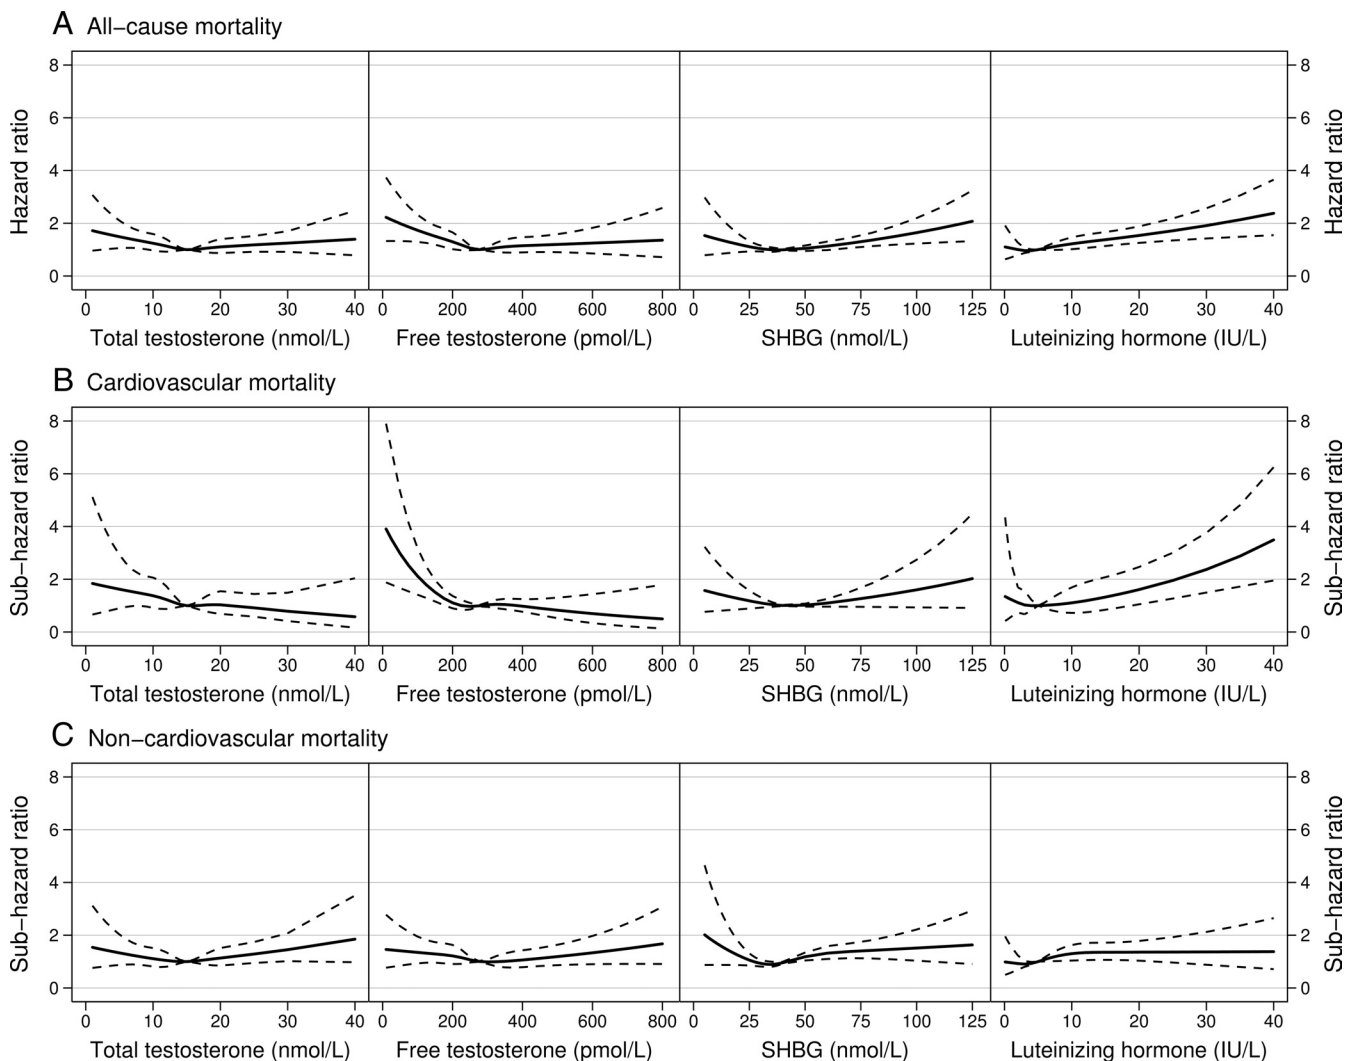 A All−cause mortality
8 8
6 6
4 4
2 2
0 0
Hazard ratio
Hazard ratio
0 10 20 30 40 0 200 400 600 800 0 25 50 75 100 125 0 10 20 30 40
Total testosterone (nmol/L) Free testosterone (pmol/L) SHBG (nmol/L) Luteinizing hormone (IU/L)
B Cardiovascular mortality
8 8
6 6
4 4
2 2
0 0
Sub−hazard ratio
Sub−hazard ratio
0 10 20 30 40 0 200 400 600 800 0 25 50 75 100 125 0 10 20 30 40
Total testosterone (nmol/L) Free testosterone (pmol/L) SHBG (nmol/L) Luteinizing hormone (IU/L)
C Non−cardiovascular mortality
8 8
6 6
4 4
2 2
0 0
Sub−hazard ratio
Sub−hazard ratio
0 10 20 30 40 0 200 400 600 800 0 25 50 75 100 125 0 10 20 30 40
Total testosterone (nmol/L) Free testosterone (pmol/L) SHBG (nmol/L) Luteinizing hormone (IU/L)